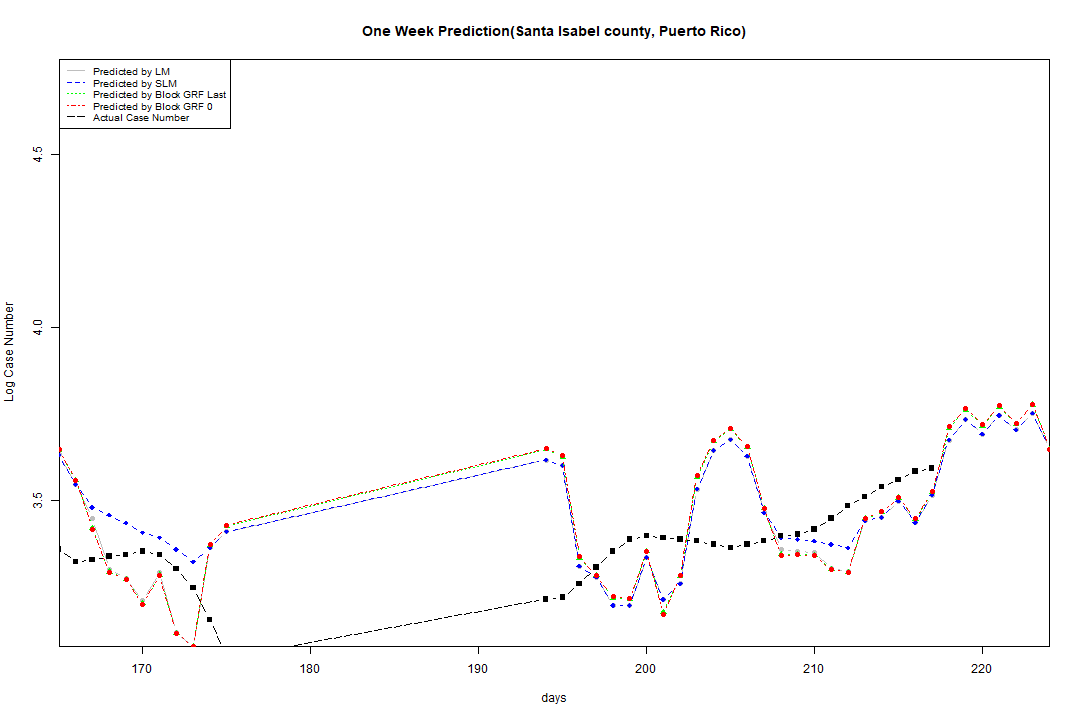 One Week Prediction(Santa Isabel county, Puerto Rico)
Predicted by LM
Predicted by SLM
Predicted by Block GRF Last
Predicted by Block GRF 0
Actual Case Number
4.5
4.0
3.5
Log Case Number
170 180 190 200 210 220
days